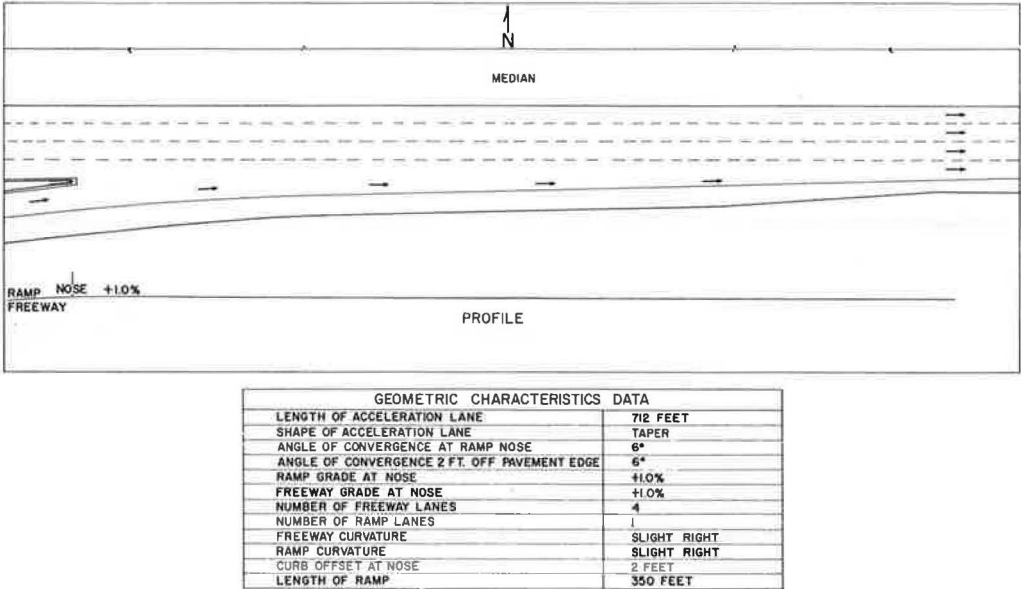 N
MEDIAN
RAMP NOSE +1.0%
FREEWAY
PROFILE
GEOMETRIC CHARACTERISTICS DATA
LENGTH OF ACCELERATION LANE 712 FEET
SHAPE OF ACCELERATION LANE TAPER
ANGLE OF CONVERGENCE AT RAMP NOSE 6°
ANGLE OF CONVERGENCE 2 FT. OFF PAVEMENT EDGE 6°
RAMP GRADE AT NOSE +1.0%
FREEWAY GRADE AT NOSE +1.0%
NUMBER OF FREEWAY LANES 4
NUMBER OF RAMP LANES 1
FREEWAY CURVATURE SLIGHT RIGHT
RAMP CURVATURE SLIGHT RIGHT
CURB OFFSET AT NOSE 2 FEET
LENGTH OF RAMP 350 FEET